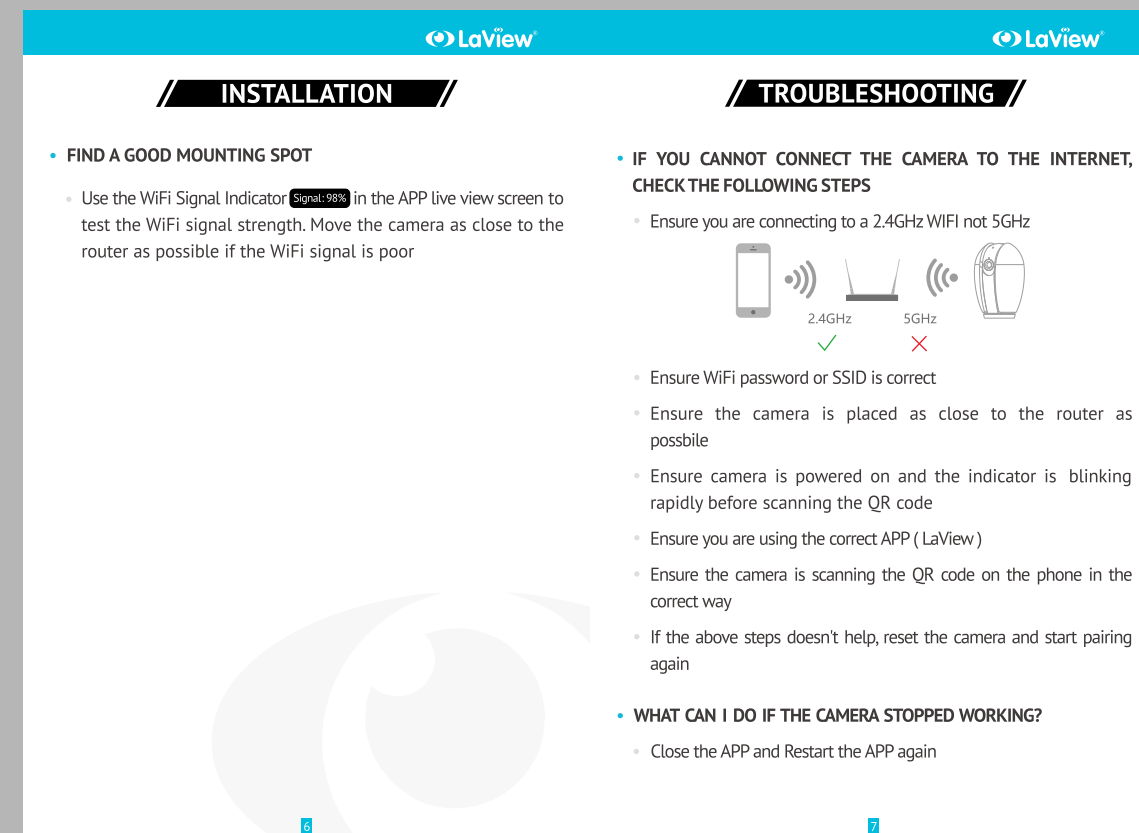 LaView®
INSTALLATION
• FIND A GOOD MOUNTING SPOT
• Use the WiFi Signal Indicator Signal: 98% in the APP live view screen to
test the WiFi signal strength. Move the camera as close to the
router as possible if the WiFi signal is poor
6
LaView®
TROUBLESHOOTING
• IF YOU CANNOT CONNECT THE CAMERA TO THE INTERNET,
CHECK THE FOLLOWING STEPS
• Ensure you are connecting to a 2.4GHz WIFI not 5GHz
2.4GHz 5GHz
• Ensure WiFi password or SSID is correct
• Ensure the camera is placed as close to the router as
possbile
• Ensure camera is powered on and the indicator is blinking
rapidly before scanning the QR code
• Ensure you are using the correct APP ( LaView )
• Ensure the camera is scanning the QR code on the phone in the
correct way
• If the above steps doesn't help, reset the camera and start pairing
again
• WHAT CAN I DO IF THE CAMERA STOPPED WORKING?
• Close the APP and Restart the APP again
7